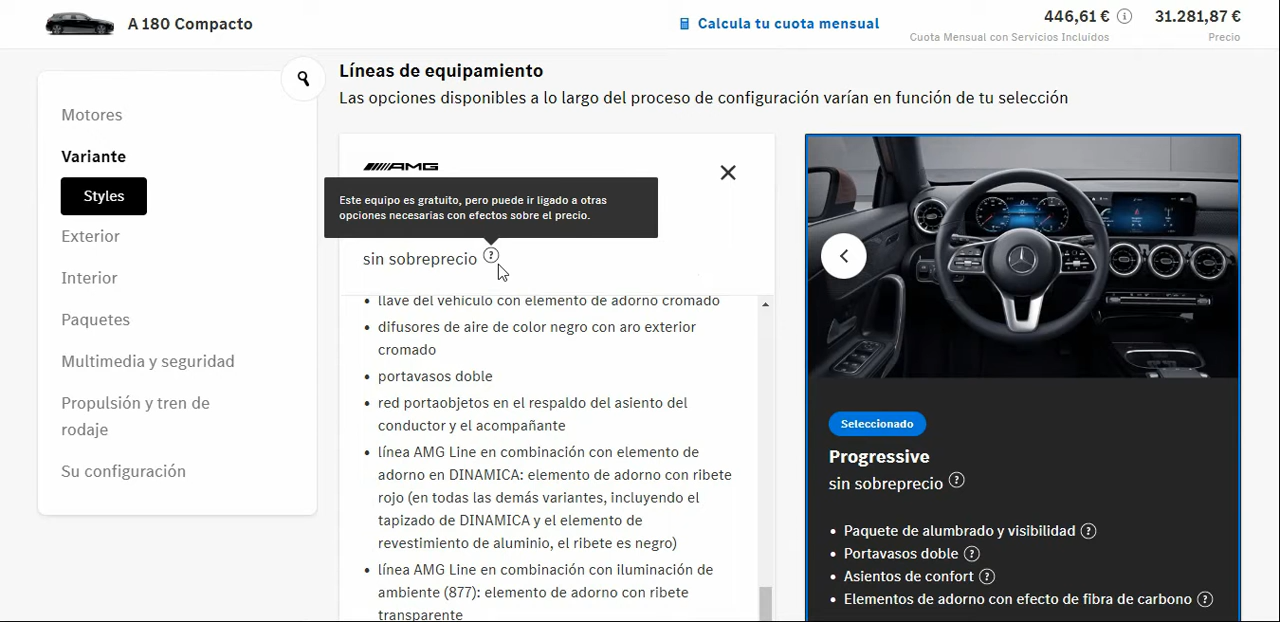 A 180 Compacto
Calcula tu cuota mensual
446,61 €
Cuota Mensual con Servicios Incluidos
31.281,87 €
Precio
Motores
Variante
Styles
Exterior
Interior
Paquetes
Multimedia y seguridad
Propulsión y tren de
rodaje
Su configuración
Líneas de equipamiento
Las opciones disponibles a lo largo del proceso de configuración varían en función de tu selección
AMG
Este equipo es gratuito, pero puede ir ligado a otras
opciones necesarias con efectos sobre el precio.
sin sobreprecio ?
• llave del vehículo con elemento de adorno cromado
• difusores de aire de color negro con aro exterior
cromado
• portavasos doble
• red portaobjetos en el respaldo del asiento del
conductor y el acompañante
• línea AMG Line en combinación con elemento de
adorno en DINAMICA: elemento de adorno con ribete
rojo (en todas las demás variantes, incluyendo el
tapizado de DINAMICA y el elemento de
revestimiento de aluminio, el ribete es negro)
• línea AMG Line en combinación con iluminación de
ambiente (877): elemento de adorno con ribete
transparente
Seleccionado
Progressive
sin sobreprecio ?
• Paquete de alumbrado y visibilidad ?
• Portavasos doble ?
• Asientos de confort ?
• Elementos de adorno con efecto de fibra de carbono ?